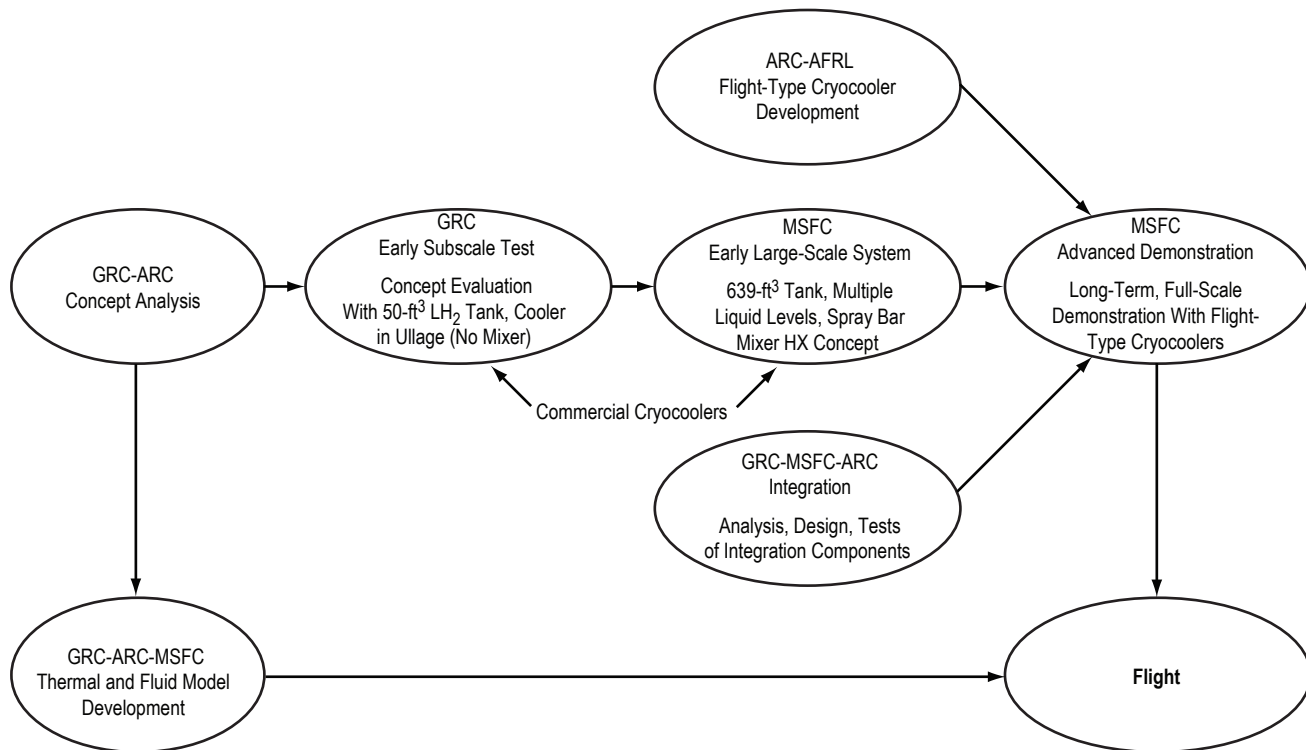 ARC-AFRL
Flight-Type Cryocooler
Development
GRC-ARC
Concept Analysis
GRC
Early Subscale Test
Concept Evaluation
With 50-ft³ LH₂ Tank, Cooler
in Ullage (No Mixer)
MSFC
Early Large-Scale System
639-ft³ Tank, Multiple
Liquid Levels, Spray Bar
Mixer HX Concept
MSFC
Advanced Demonstration
Long-Term, Full-Scale
Demonstration With Flight-
Type Cryocoolers
Commercial Cryocoolers
GRC-MSFC-ARC
Integration
Analysis, Design, Tests
of Integration Components
GRC-ARC-MSFC
Thermal and Fluid Model
Development
Flight